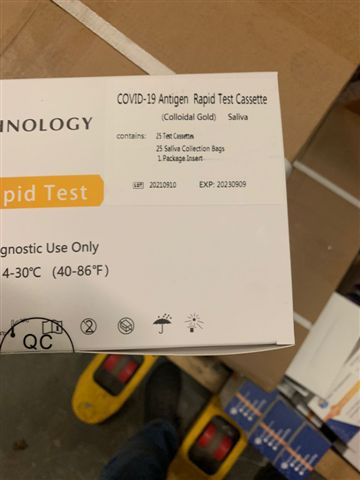 COVID-19 Antigen Rapid Test Cassette
(Colloidal Gold) Saliva
NOLOGY
contains: 25 Test Cassettes
25 Saliva Collection Bags
1 Package Insert
LOT 20210910 EXP: 20230909
pid Test
gnostic Use Only
4-30°C (40-86°F)
QC